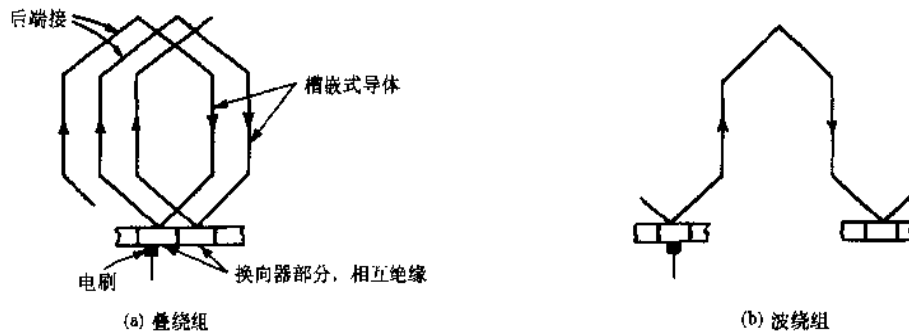 后端接
槽嵌式导体
电刷
换向器部分，相互绝缘
(a) 叠绕组
(b) 波绕组